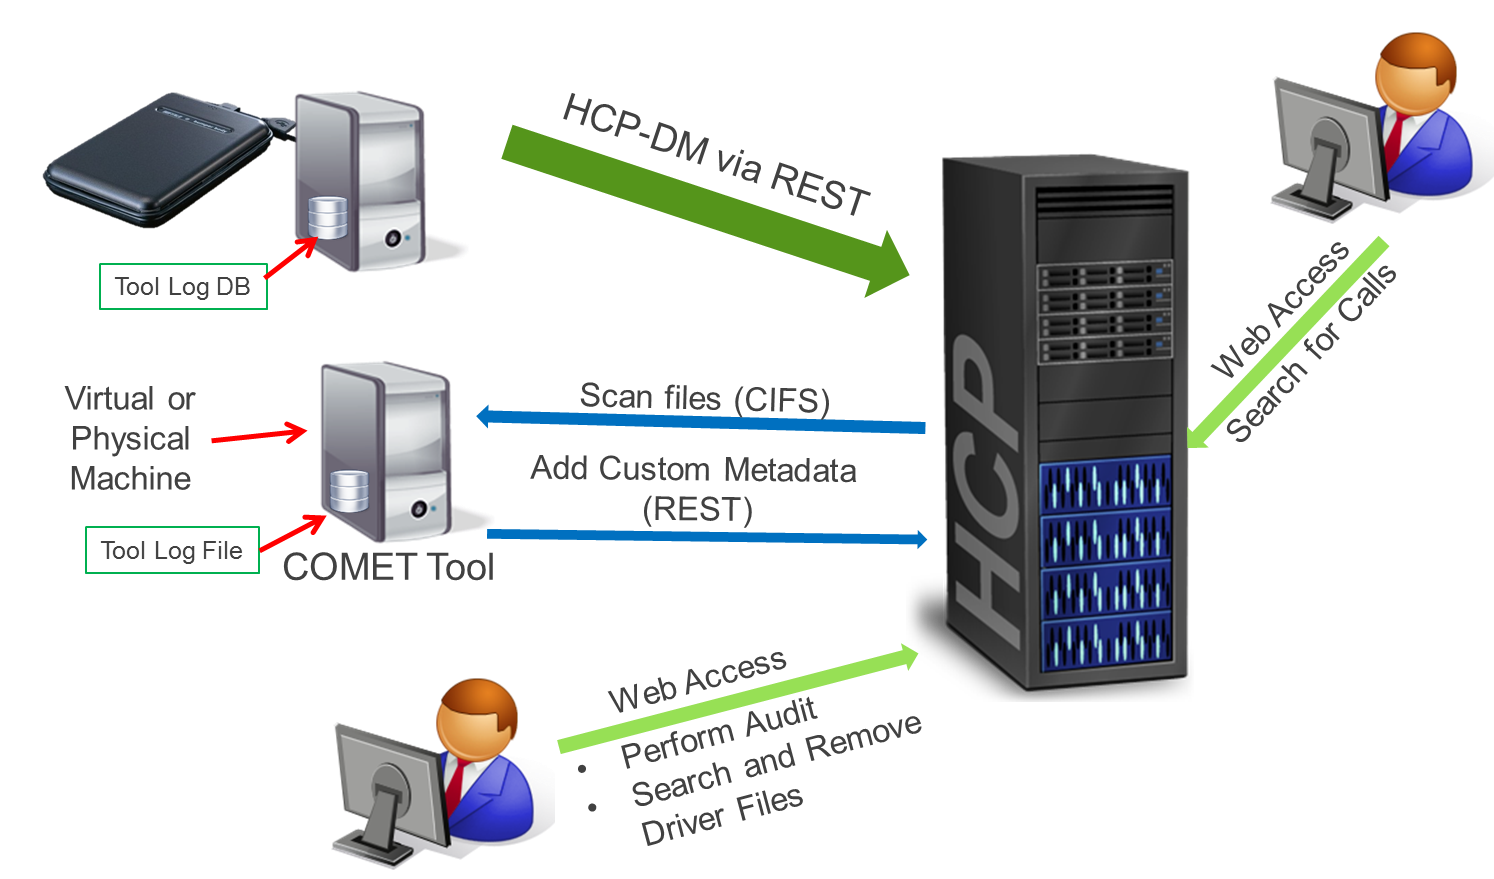 HCP-DM via REST
Tool Log DB
Web Access
Search for Calls
Virtual or
Physical
Machine
Scan files (CIFS)
Add Custom Metadata
(REST)
HCP
Tool Log File
COMET Tool
Web Access
• Perform Audit
• Search and Remove
Driver Files